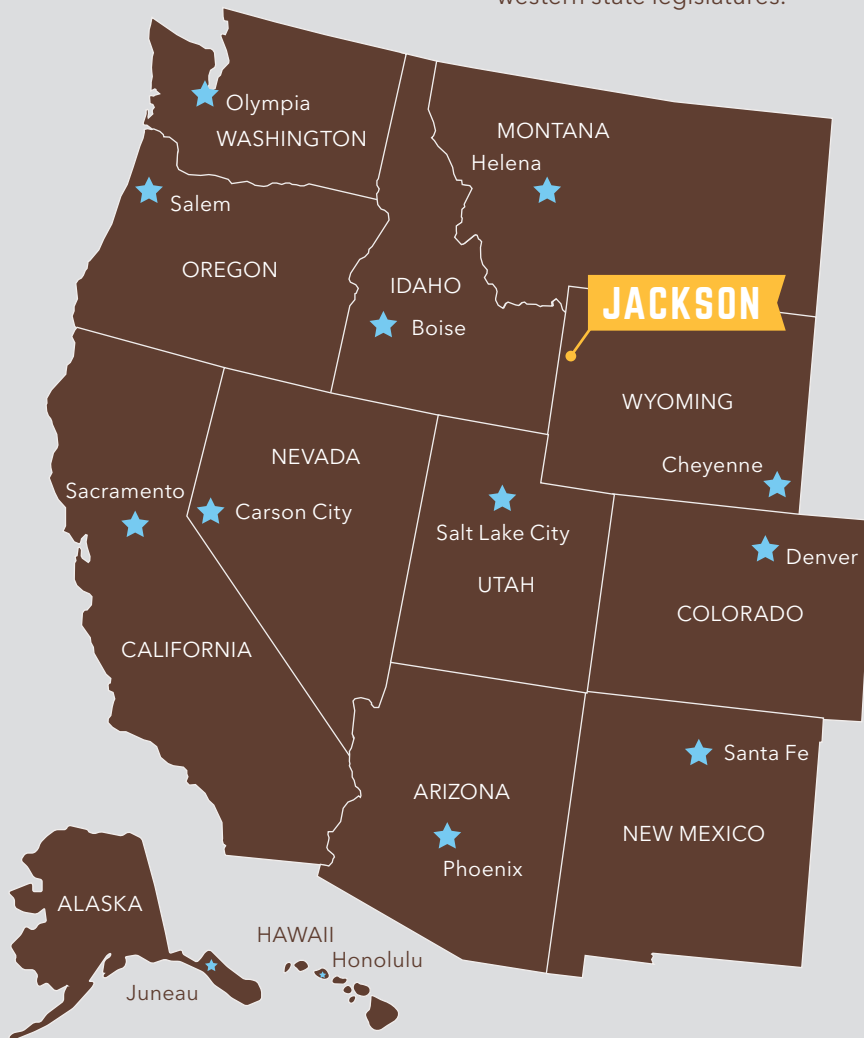 western state legislatures.
Olympia
WASHINGTON
MONTANA
Helena
Salem
OREGON
IDAHO
Boise
JACKSON
WYOMING
Cheyenne
NEVADA
Sacramento
Carson City
Salt Lake City
UTAH
Denver
COLORADO
CALIFORNIA
Santa Fe
ARIZONA
NEW MEXICO
Phoenix
ALASKA
HAWAII
Honolulu
Juneau